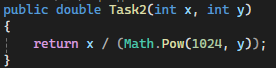 public double Task2(int x, int y)
{
return x / (Math.Pow(1024, y));
}